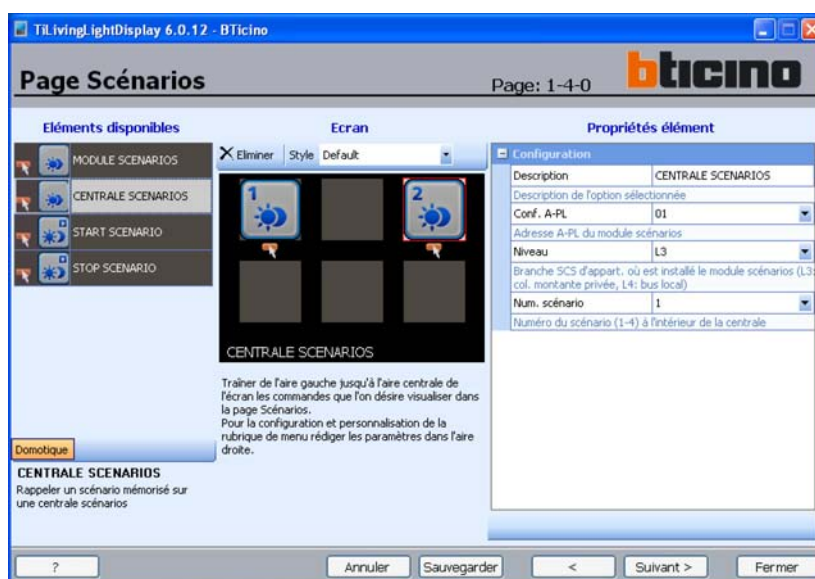 TiLivingLightDisplay 6.0.12 - BTicino
Page Scénarios
Page: 1-4-0
bticino
Eléments disponibles
MODULE SCENARIOS
CENTRALE SCENARIOS
START SCENARIO
STOP SCENARIO
Domotique
CENTRALE SCENARIOS
Rappeler un scénario mémorisé sur
une centrale scénarios
Ecran
Eliminer Style Default
1
2
CENTRALE SCENARIOS
Traîner de l'aire gauche jusqu'à l'aire centrale de
l'écran les commandes que l'on désire visualiser dans
la page Scénarios.
Pour la configuration et personnalisation de la
rubrique de menu rédiger les paramètres dans l'aire
droite.
Propriétés élément
Configuration
Description CENTRALE SCENARIOS
Description de l'option sélectionnée
Conf. A-PL 01
Adresse A-PL du module scénarios
Niveau L3
Branche SCS d'appart. où est installé le module scénarios (L3:
col. montante privée, L4: bus local)
Num. scénario 1
Numéro du scénario (1-4) à l'intérieur de la centrale
? Annuler Sauvegarder < Suivant > Fermer